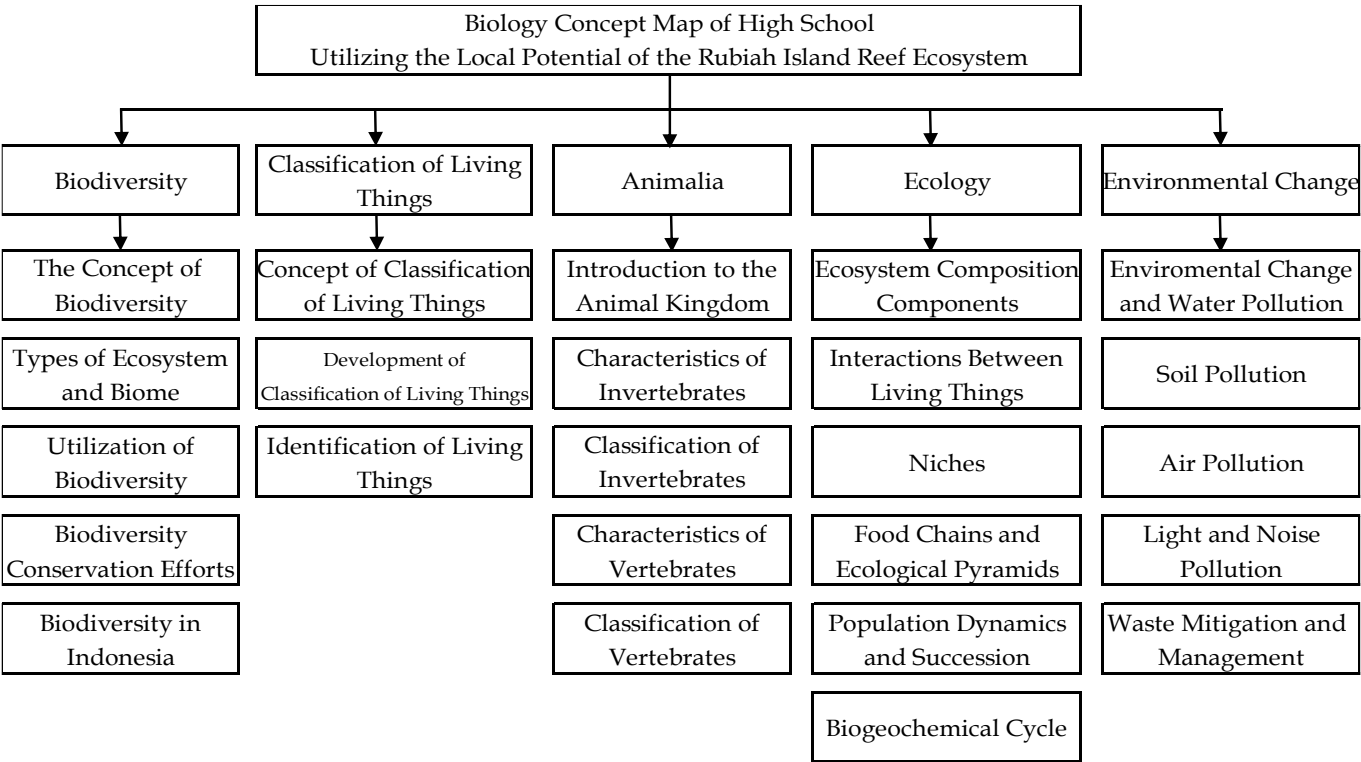 Biology Concept Map of High School
Utilizing the Local Potential of the Rubiah Island Reef Ecosystem
Biodiversity
Classification of Living
Things
Animalia
Ecology
Environmental Change
The Concept of
Biodiversity
Concept of Classification
of Living Things
Introduction to the
Animal Kingdom
Ecosystem Composition
Components
Enviromental Change
and Water Pollution
Types of Ecosystem
and Biome
Development of
Classification of Living Things
Characteristics of
Invertebrates
Interactions Between
Living Things
Soil Pollution
Utilization of
Biodiversity
Identification of Living
Things
Classification of
Invertebrates
Niches
Air Pollution
Biodiversity
Conservation Efforts
Characteristics of
Vertebrates
Food Chains and
Ecological Pyramids
Light and Noise
Pollution
Biodiversity in
Indonesia
Classification of
Vertebrates
Population Dynamics
and Succession
Waste Mitigation and
Management
Biogeochemical Cycle